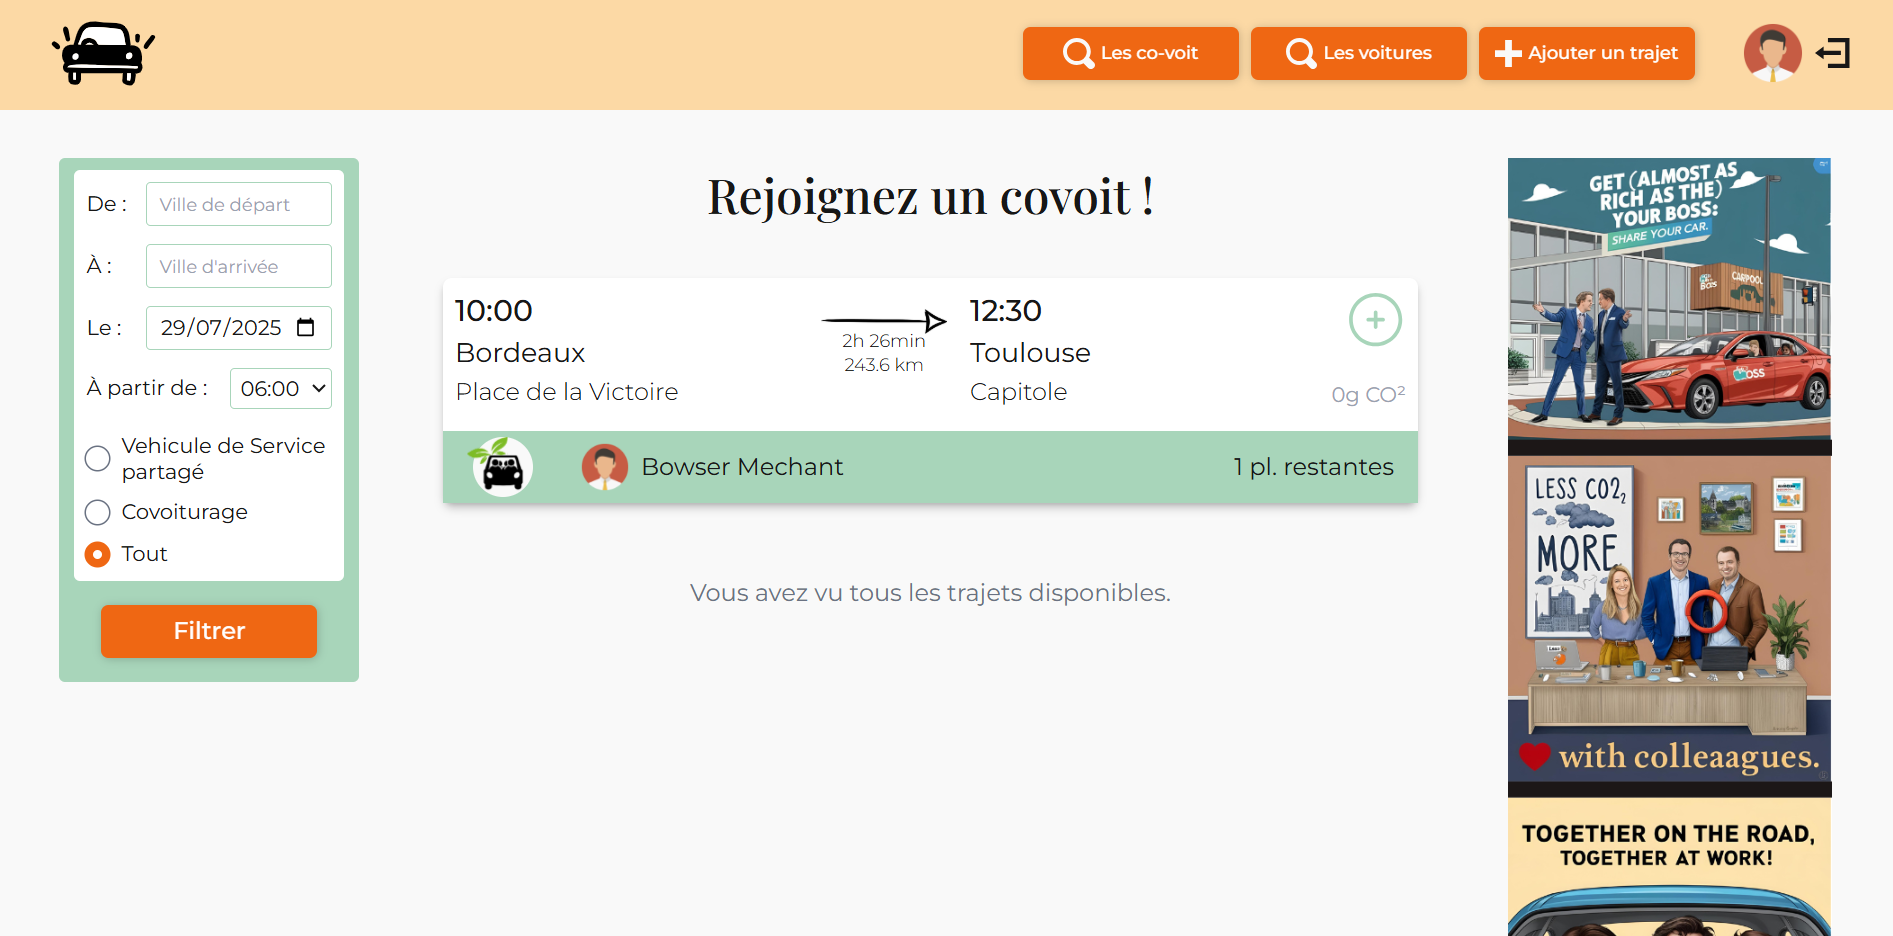 Les co-voit
Les voitures
Ajouter un trajet
De :
Ville de départ
À :
Ville d'arrivée
Le :
29/07/2025
À partir de :
06:00
Vehicule de Service
partagé
Covoiturage
Tout
Filtrer
Rejoignez un covoit !
10:00
Bordeaux
Place de la Victoire
2h 26min
243.6 km
12:30
Toulouse
Capitole
0g CO²
Bowser Mechant
1 pl. restantes
Vous avez vu tous les trajets disponibles.
GET (ALMOST AS
RICH AS THE)
YOUR BOSS:
SHARE YOUR CAR.
CARPOOL
BOSS
OSS
LESS CO2₂
MORE
with colleaagues.
TOGETHER ON THE ROAD,
TOGETHER AT WORK!